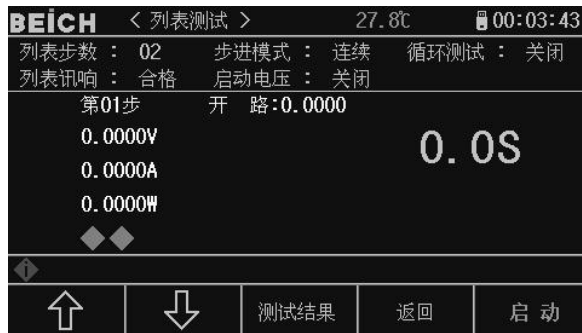 BEICH < 列表测试 > 27.8℃ 00:03:43
列表步数 : 02 步进模式 : 连续 循环测试 : 关闭
列表讯响 : 合格 启动电压 : 关闭
第01步 开 路:0.0000
0.0000V
0.0S
0.0000A
0.0000W
测试结果 返回 启 动